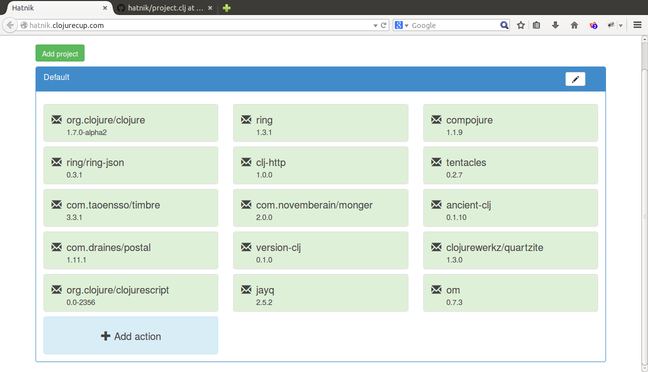 Hatnik
hatnik/project.clj at ...
hatnik.clojurecup.com
Google
Add project
Default
org.clojure/clojure
1.7.0-alpha2
ring
1.3.1
compojure
1.1.9
ring/ring-json
0.3.1
clj-http
1.0.0
tentacles
0.2.7
com.taoensso/timbre
3.3.1
com.novemberain/monger
2.0.0
ancient-clj
0.1.10
com.draines/postal
1.11.1
version-clj
0.1.0
clojurewerkz/quartzite
1.3.0
org.clojure/clojurescript
0.0-2356
jayq
2.5.2
om
0.7.3
Add action